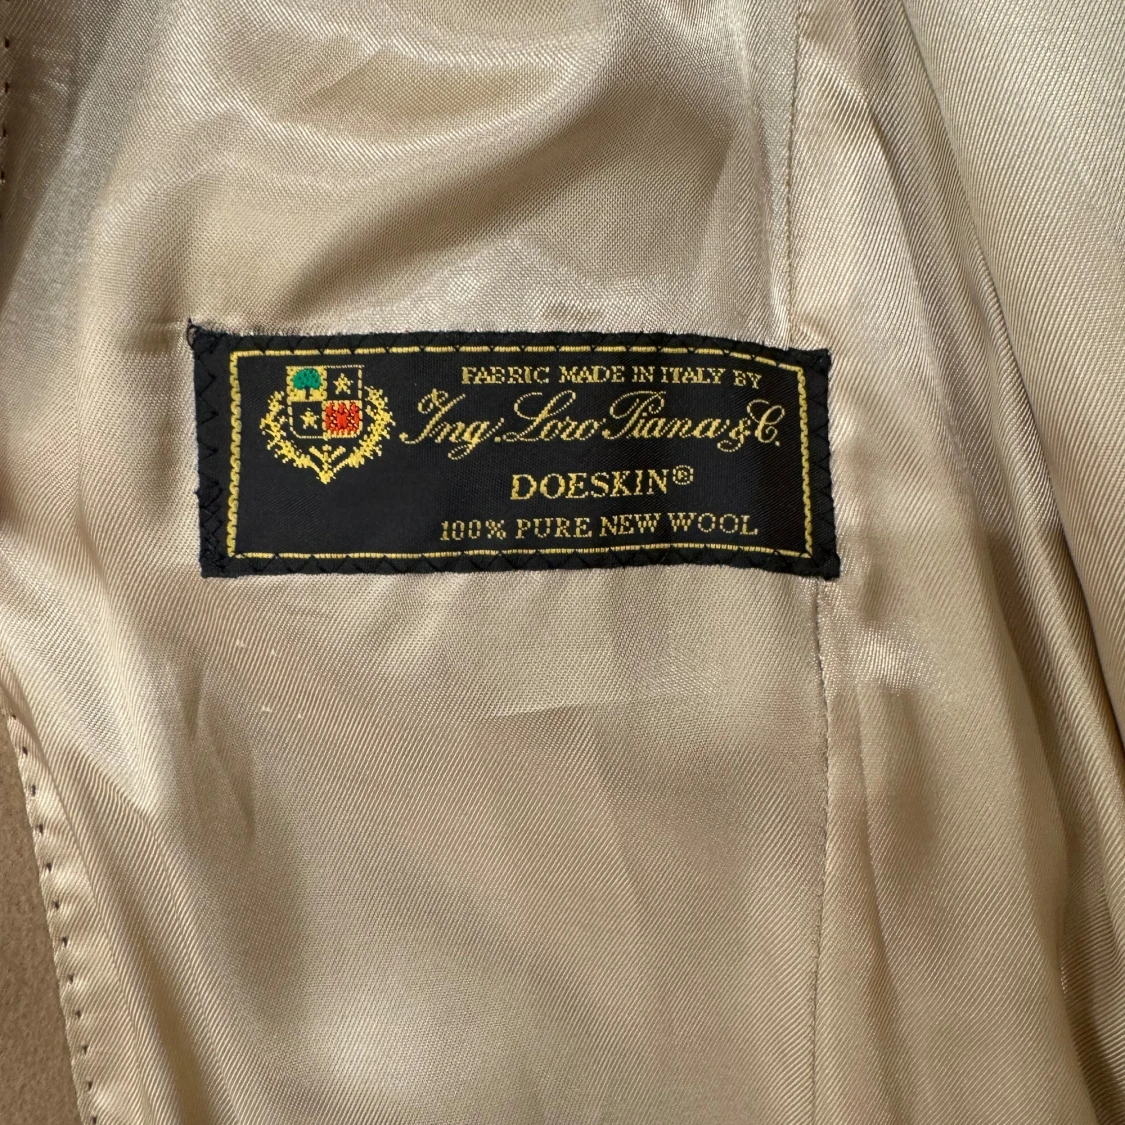 FABRIC MADE IN ITALY BY
Ing. Loro Piana & C.
DOESKIN®
100% PURE NEW WOOL